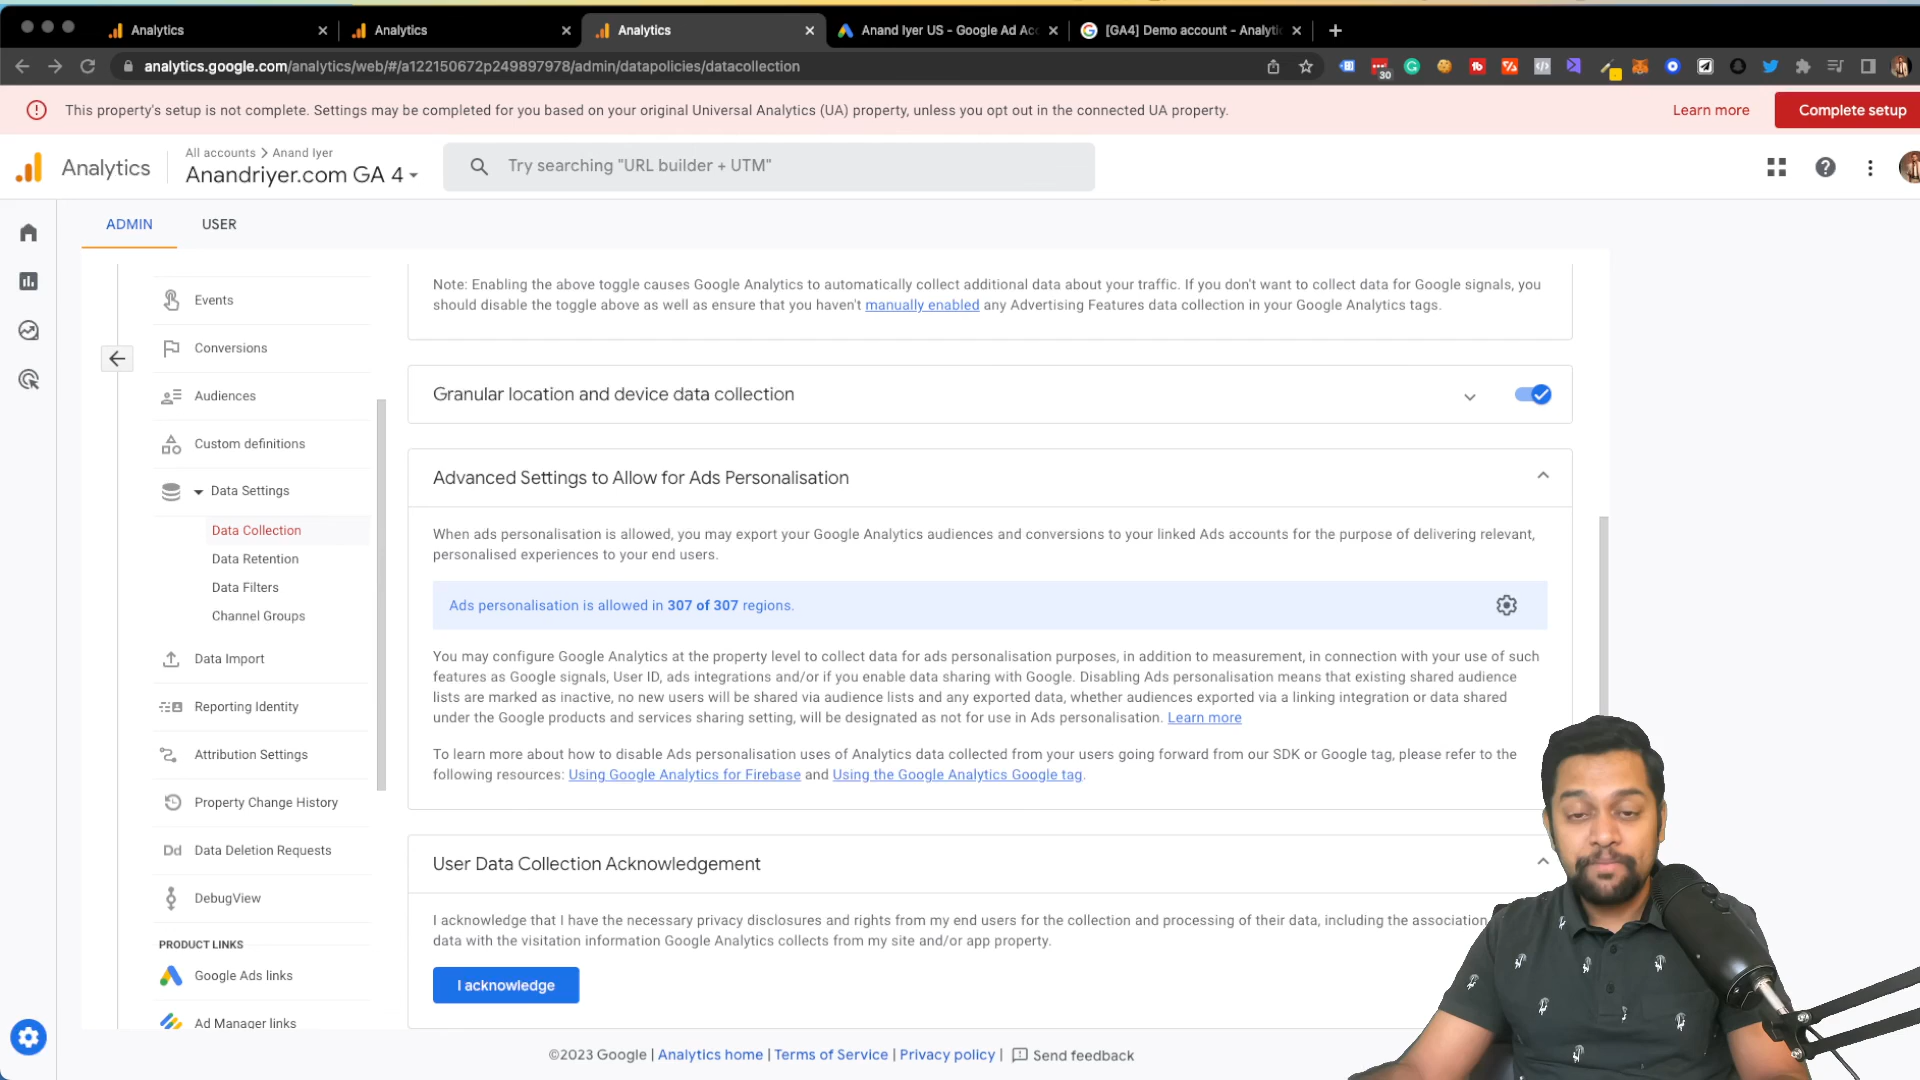 Analytics
Analytics
Analytics
Anand Iyer US - Google Ad Acc
[GA4] Demo account - Analytic
analytics.google.com/analytics/web/#/a122150672p249897978/admin/datapolicies/datacollection
30
This property's setup is not complete. Settings may be completed for you based on your original Universal Analytics (UA) property, unless you opt out in the connected UA property.
Learn more
Complete setup
Analytics
All accounts > Anand Iyer
Anandriyer.com GA 4
Try searching "URL builder + UTM"
ADMIN
USER
Events
Conversions
Audiences
Custom definitions
Data Settings
Data Collection
Data Retention
Data Filters
Channel Groups
Data Import
Reporting Identity
Attribution Settings
Property Change History
Dd Data Deletion Requests
DebugView
PRODUCT LINKS
Google Ads links
Ad Manager links
Note: Enabling the above toggle causes Google Analytics to automatically collect additional data about your traffic. If you don't want to collect data for Google signals, you
should disable the toggle above as well as ensure that you haven't manually enabled any Advertising Features data collection in your Google Analytics tags.
Granular location and device data collection
Advanced Settings to Allow for Ads Personalisation
When ads personalisation is allowed, you may export your Google Analytics audiences and conversions to your linked Ads accounts for the purpose of delivering relevant,
personalised experiences to your end users.
Ads personalisation is allowed in 307 of 307 regions.
You may configure Google Analytics at the property level to collect data for ads personalisation purposes, in addition to measurement, in connection with your use of such
features as Google signals, User ID, ads integrations and/or if you enable data sharing with Google. Disabling Ads personalisation means that existing shared audience
lists are marked as inactive, no new users will be shared via audience lists and any exported data, whether audiences exported via a linking integration or data shared
under the Google products and services sharing setting, will be designated as not for use in Ads personalisation. Learn more
To learn more about how to disable Ads personalisation uses of Analytics data collected from your users going forward from our SDK or Google tag, please refer to the
following resources: Using Google Analytics for Firebase and Using the Google Analytics Google tag.
User Data Collection Acknowledgement
I acknowledge that I have the necessary privacy disclosures and rights from my end users for the collection and processing of their data, including the association
data with the visitation information Google Analytics collects from my site and/or app property.
I acknowledge
©2023 Google | Analytics home | Terms of Service | Privacy policy | Send feedback